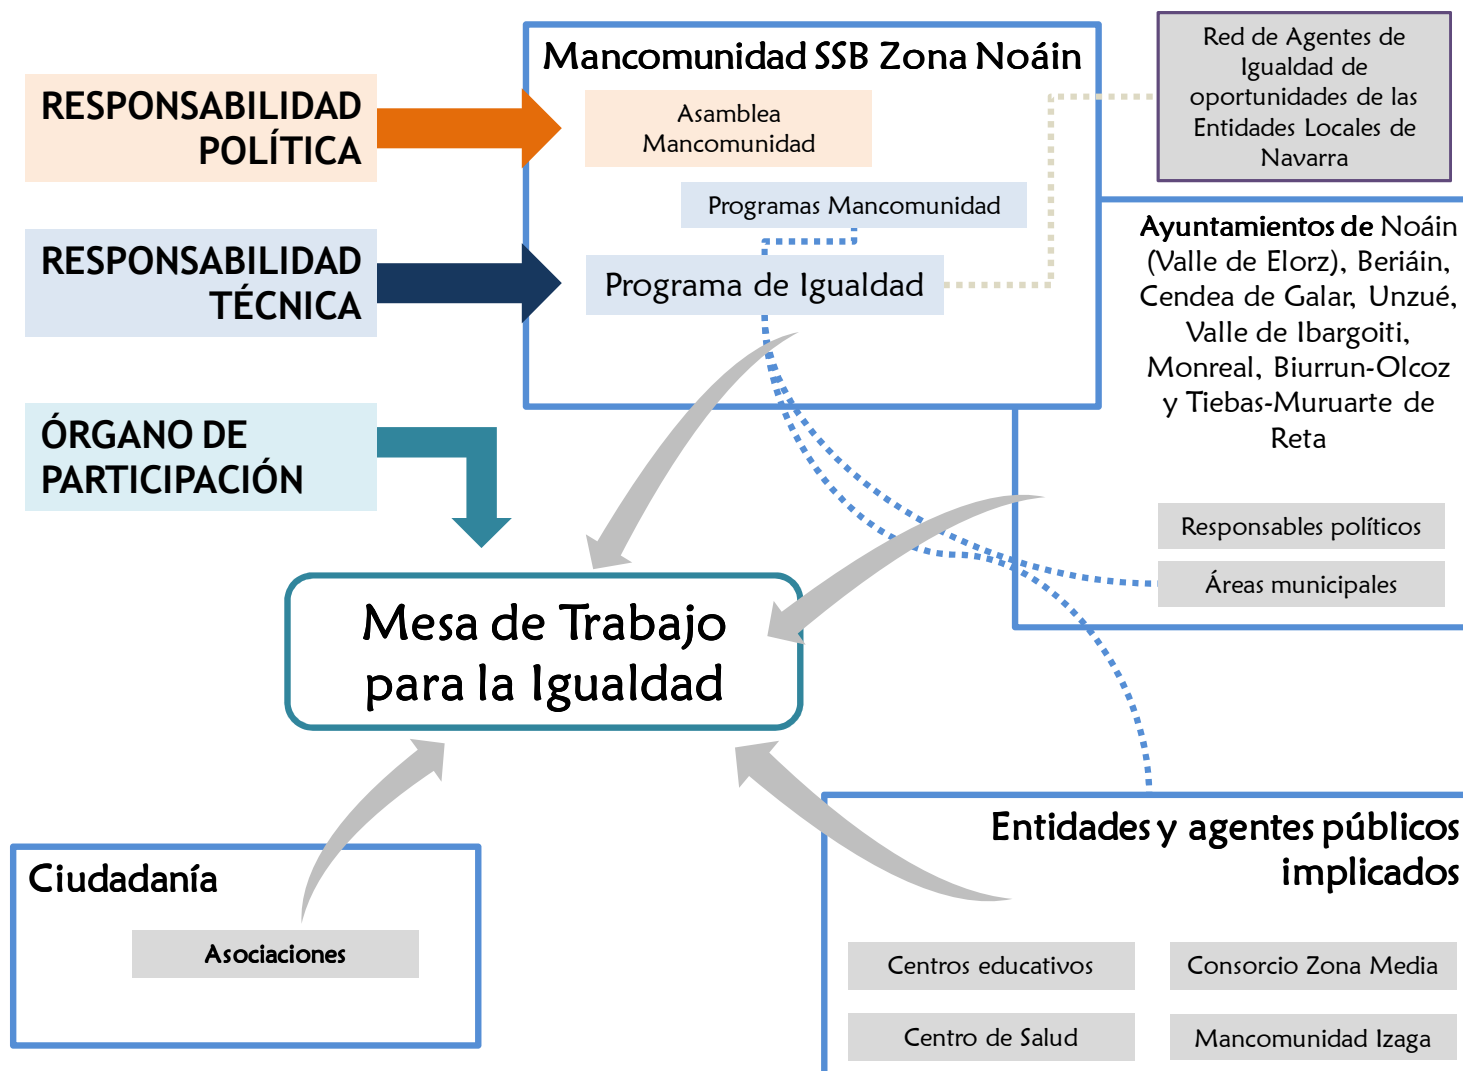 RESPONSABILIDAD
POLÍTICA
Mancomunidad SSB Zona Noáin
Asamblea
Mancomunidad
Red de Agentes de
Igualdad de
oportunidades de las
Entidades Locales de
Navarra
RESPONSABILIDAD
TÉCNICA
Programas Mancomunidad
Programa de Igualdad
Ayuntamientos de Noáin
(Valle de Elorz), Beriáin,
Cendea de Galar, Unzué,
Valle de Ibargoiti,
Monreal, Biurrun-Olcoz
y Tiebas-Muruarte de
Reta
Responsables políticos
Áreas municipales
ÓRGANO DE
PARTICIPACIÓN
Mesa de Trabajo
para la Igualdad
Ciudadanía
Asociaciones
Entidades y agentes públicos
implicados
Centros educativos
Consorcio Zona Media
Centro de Salud
Mancomunidad Izaga